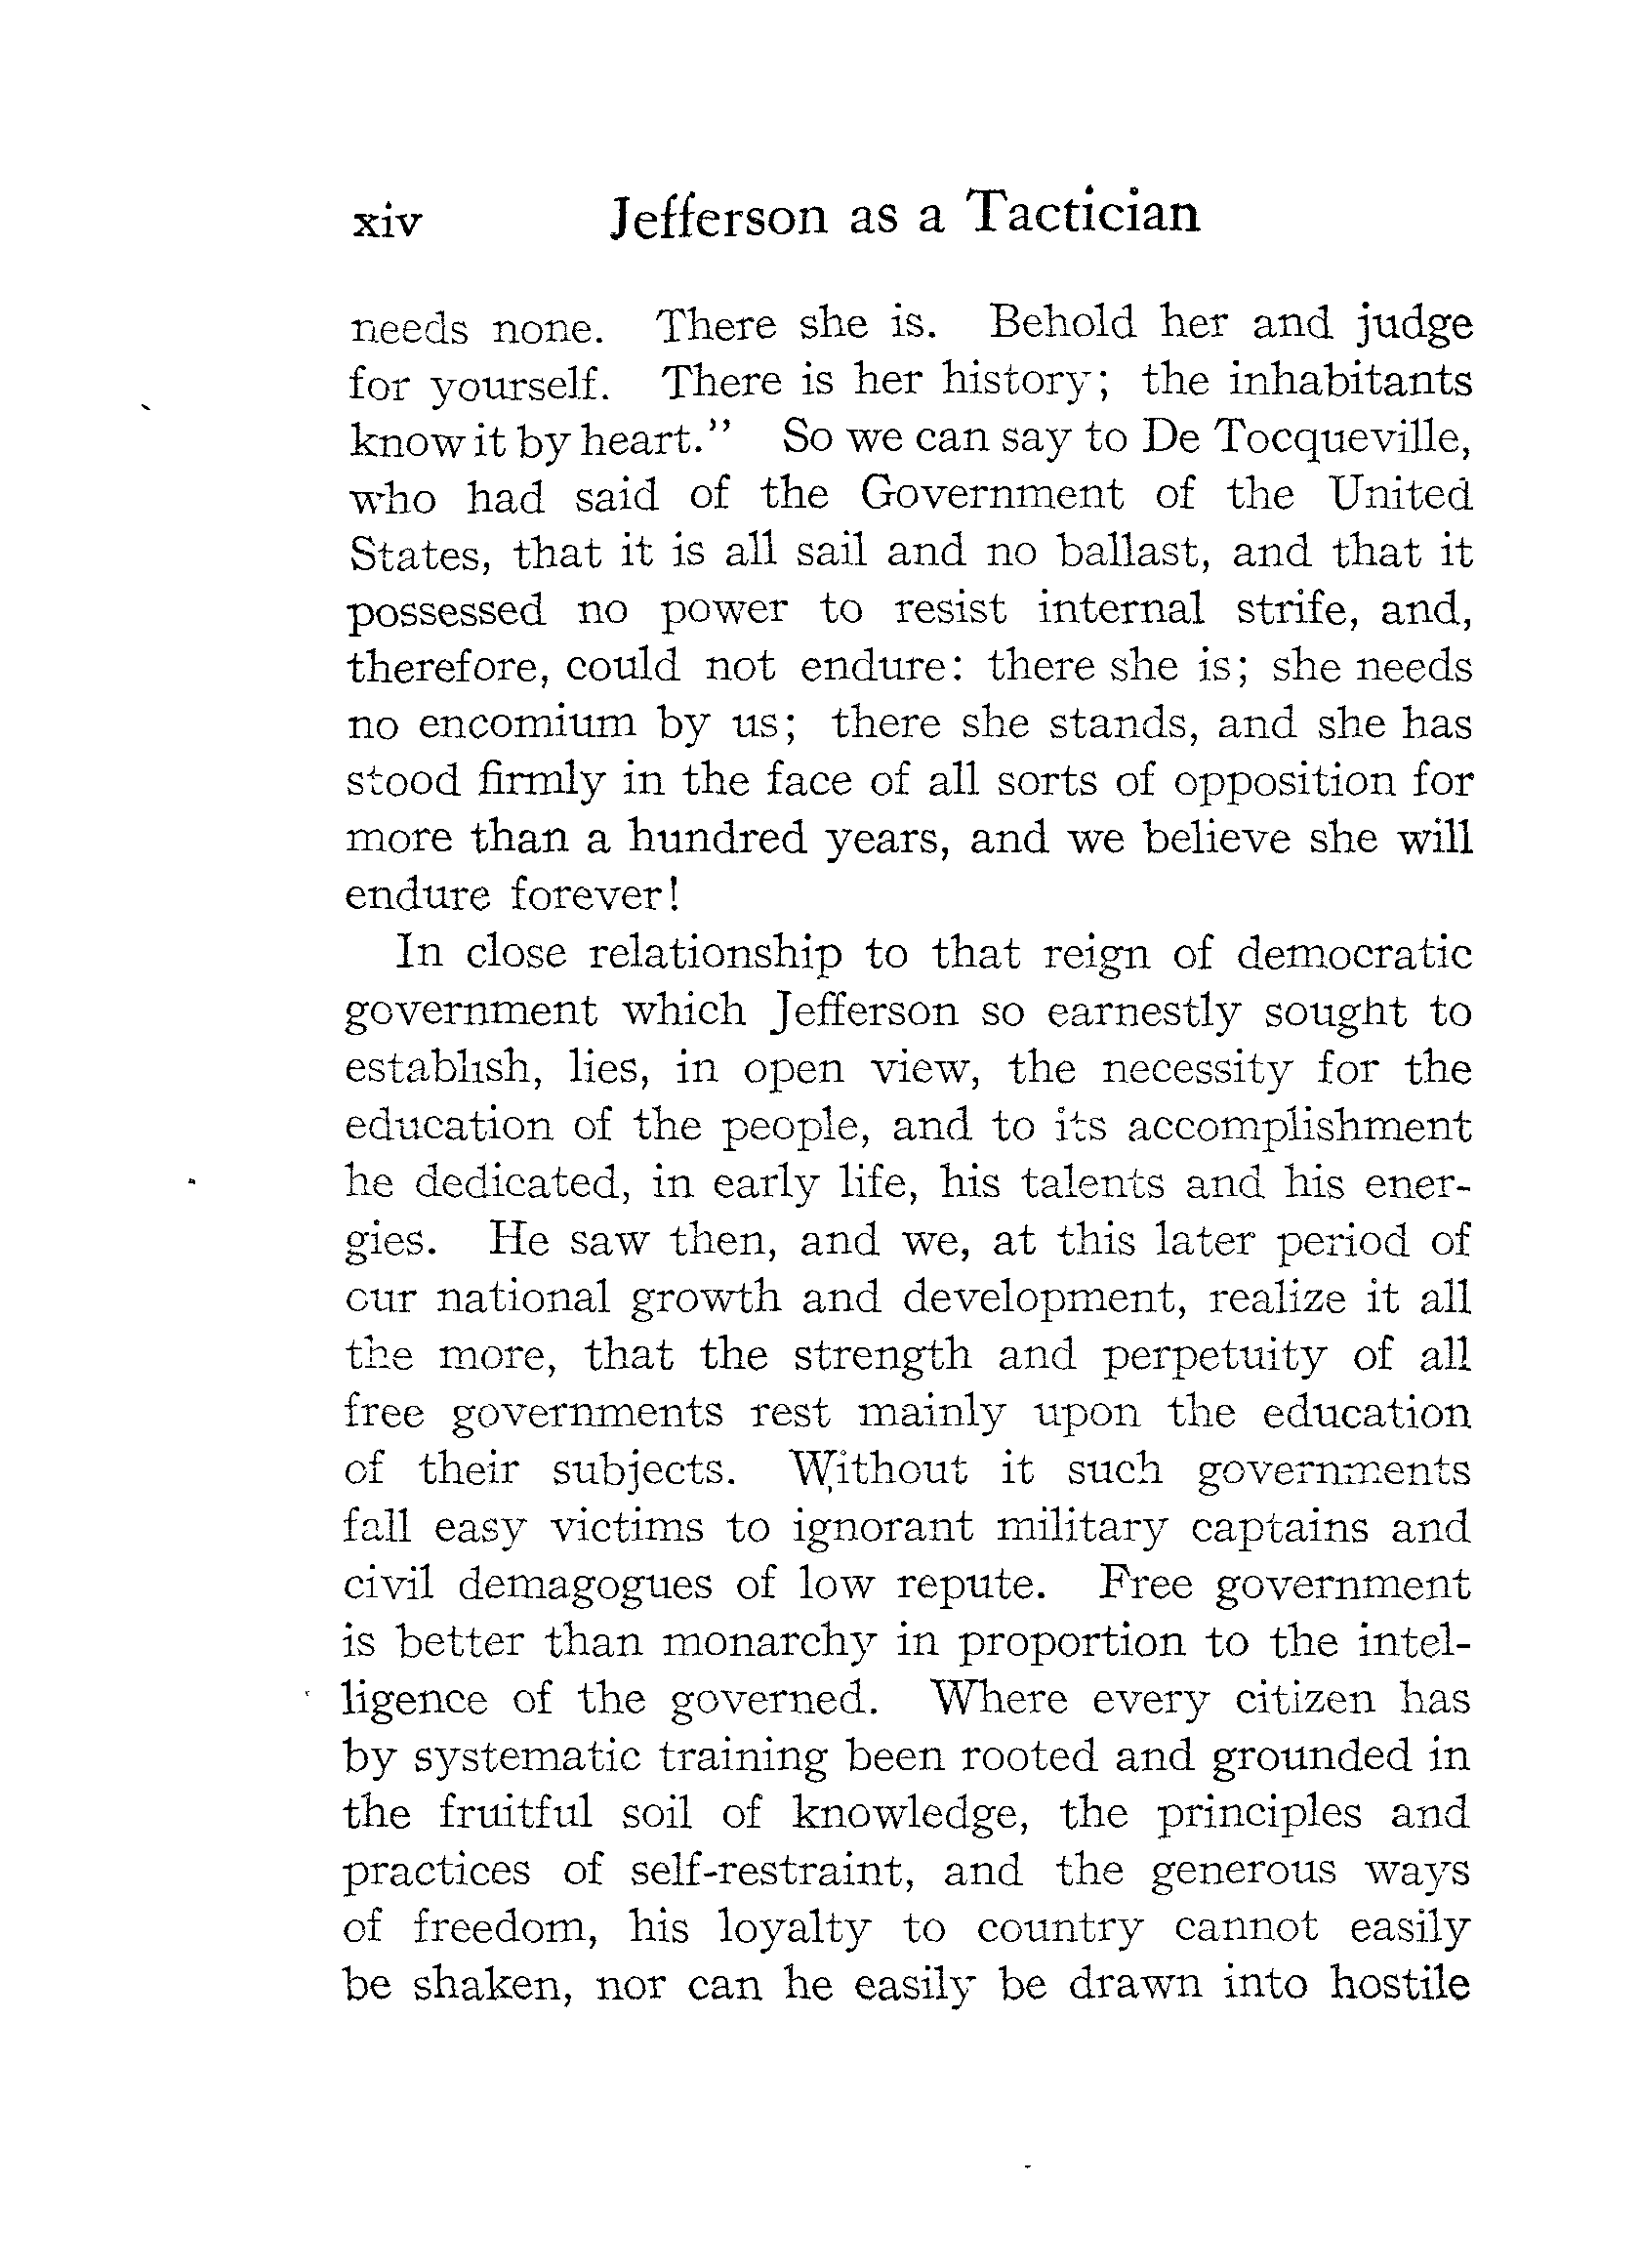 xiv Jefferson as a Tactician
needs none. There she is. Behold her and judge
for yourself. There is her history; the inhabitants
know it by heart.” So we can say to De Tocqueville,
who had said of the Government of the United
States, that it is all sail and no ballast, and that it
possessed no power to resist internal strife, and,
therefore, could not endure: there she is; she needs
no encomium by us; there she stands, and she has
stood firmly in the face of all sorts of opposition for
more than a hundred years, and we believe she will
endure forever!
In close relationship to that reign of democratic
government which Jefferson so earnestly sought to
establish, lies, in open view, the necessity for the
education of the people, and to its accomplishment
he dedicated, in early life, his talents and his ener-
gies. He saw then, and we, at this later period of
our national growth and development, realize it all
the more, that the strength and perpetuity of all
free governments rest mainly upon the education
of their subjects. Without it such governments
fall easy victims to ignorant military captains and
civil demagogues of low repute. Free government
is better than monarchy in proportion to the intel-
ligence of the governed. Where every citizen has
by systematic training been rooted and grounded in
the fruitful soil of knowledge, the principles and
practices of self-restraint, and the generous ways
of freedom, his loyalty to country cannot easily
be shaken, nor can he easily be drawn into hostile